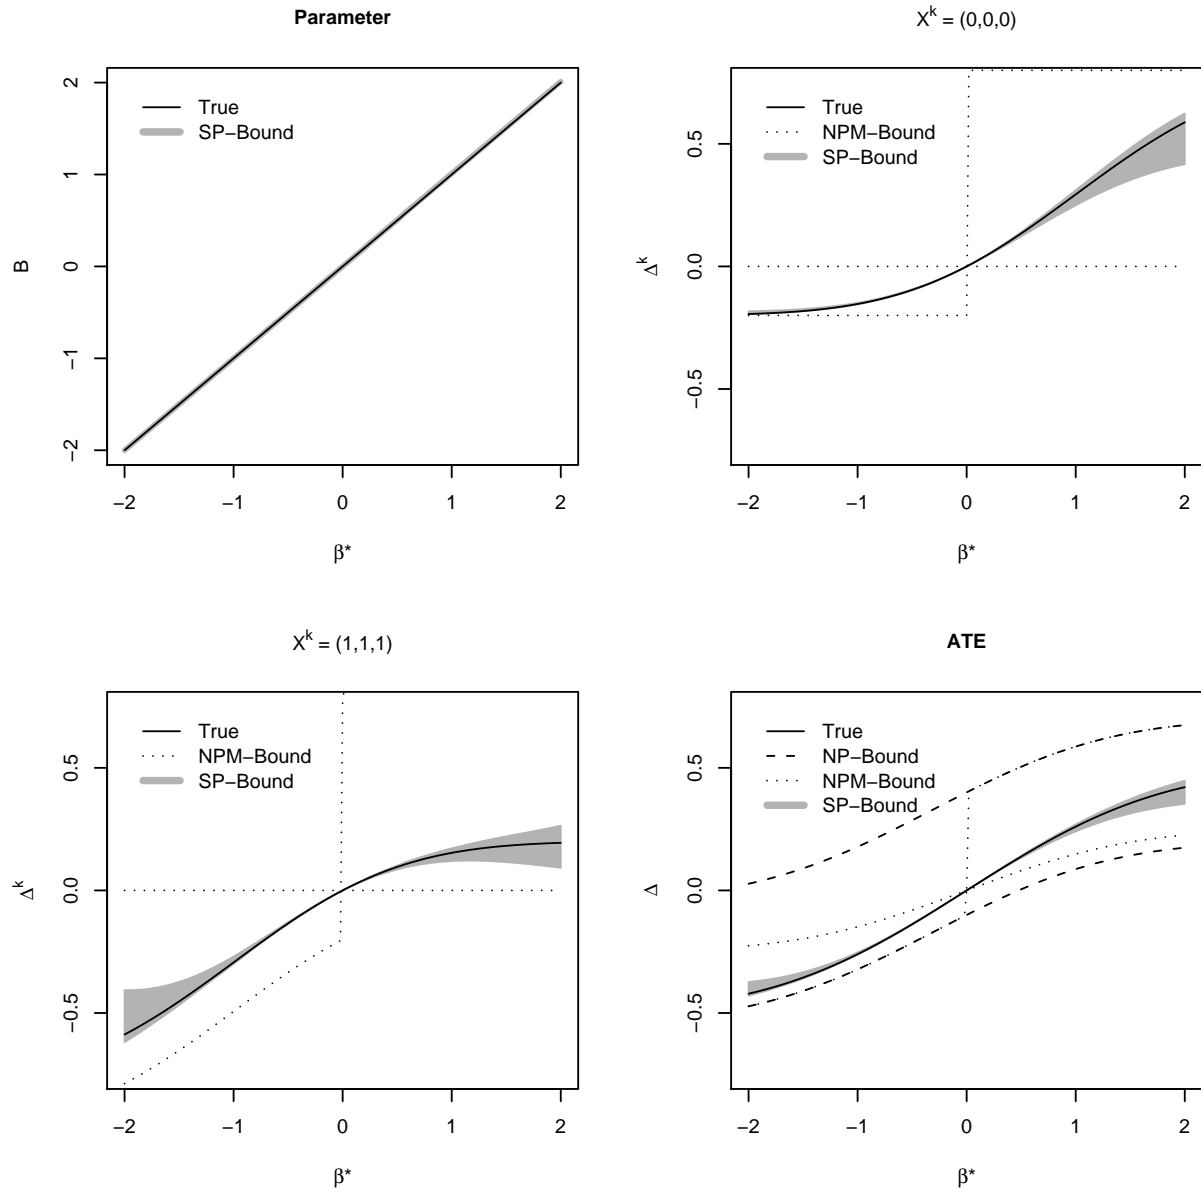 Parameter
True
SP−Bound
B
2
1
0
−1
−2
−2 −1 0 1 2
β*
X^k = (0,0,0)
True
NPM−Bound
SP−Bound
Δ^k
0.5
0.0
−0.5
−2 −1 0 1 2
β*
X^k = (1,1,1)
True
NPM−Bound
SP−Bound
Δ^k
0.5
0.0
−0.5
−2 −1 0 1 2
β*
ATE
True
NP−Bound
NPM−Bound
SP−Bound
Δ
0.5
0.0
−0.5
−2 −1 0 1 2
β*